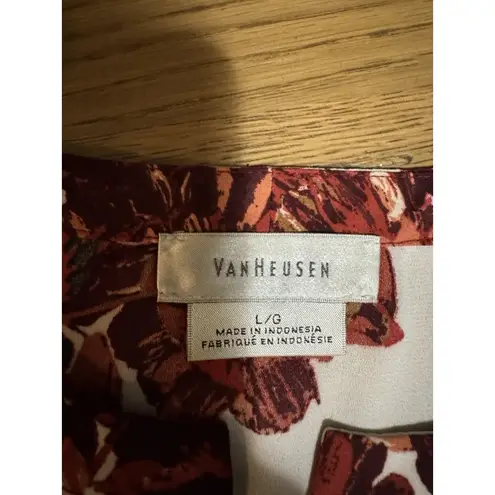 VANHEUSEN
L/G
MADE IN INDONESIA
FABRIQUÉ EN INDONÉSIE